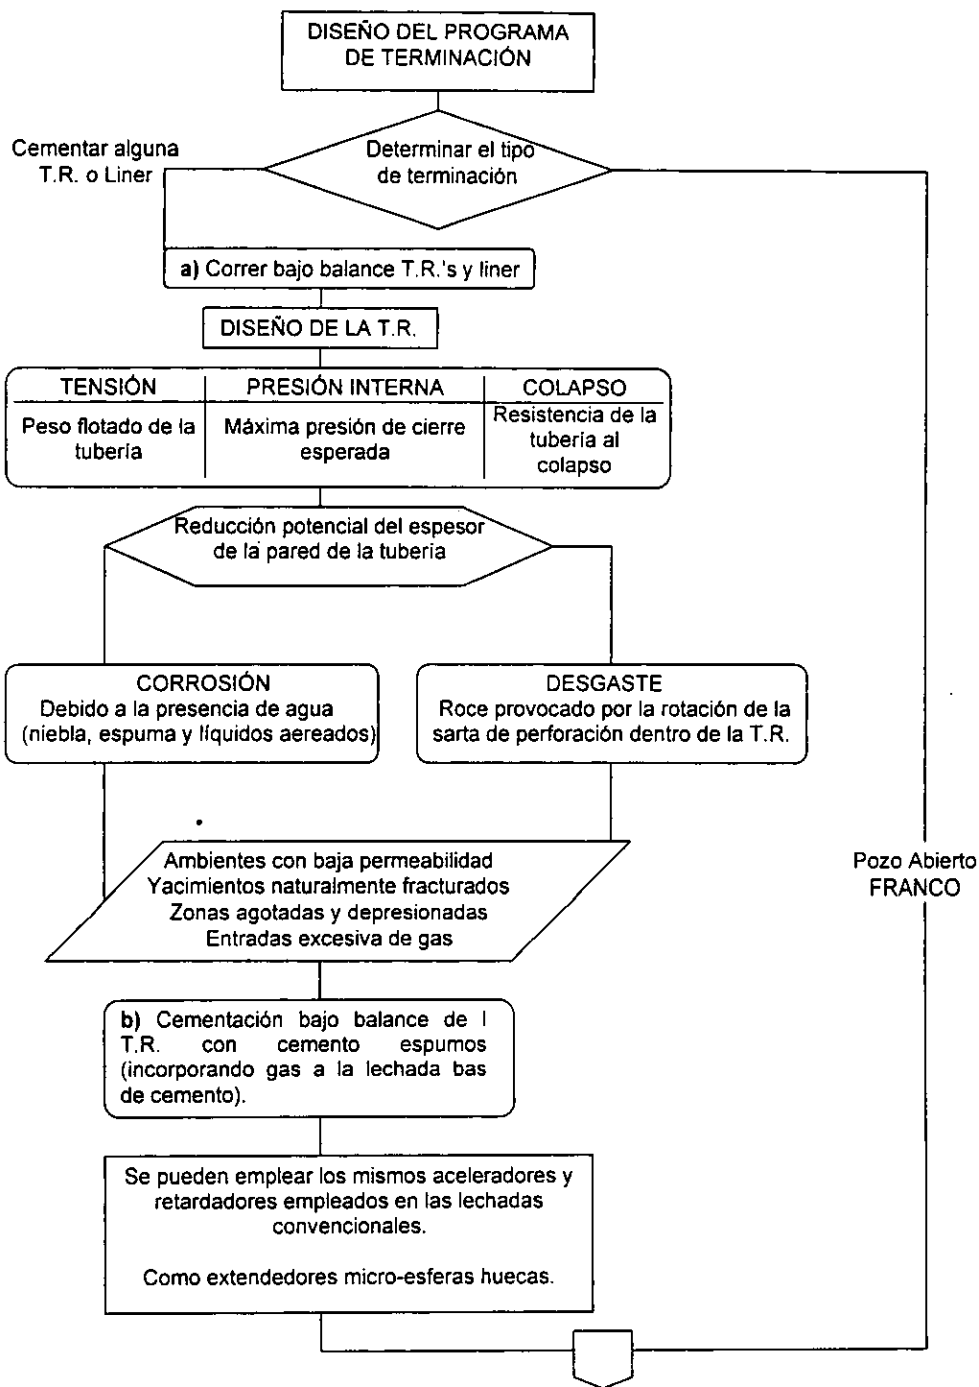 DISEÑO DEL PROGRAMA
DE TERMINACIÓN
Cementar alguna
T.R. o Liner
Determinar el tipo
de terminación
a) Correr bajo balance T.R.'s y liner
DISEÑO DE LA T.R.
TENSIÓN
Peso flotado de la
tubería
PRESIÓN INTERNA
Máxima presión de cierre
esperada
COLAPSO
Resistencia de la
tubería al
colapso
Reducción potencial del espesor
de la pared de la tubería
CORROSIÓN
Debido a la presencia de agua
(niebla, espuma y líquidos aereados)
DESGASTE
Roce provocado por la rotación de la
sarta de perforación dentro de la T.R.
Ambientes con baja permeabilidad
Yacimientos naturalmente fracturados
Zonas agotadas y depresionadas
Entradas excesiva de gas
Pozo Abierto
FRANCO
b) Cementación bajo balance de l
T.R. con cemento espumos
(incorporando gas a la lechada bas
de cemento).
Se pueden emplear los mismos aceleradores y
retardadores empleados en las lechadas
convencionales.
Como extendedores micro-esferas huecas.